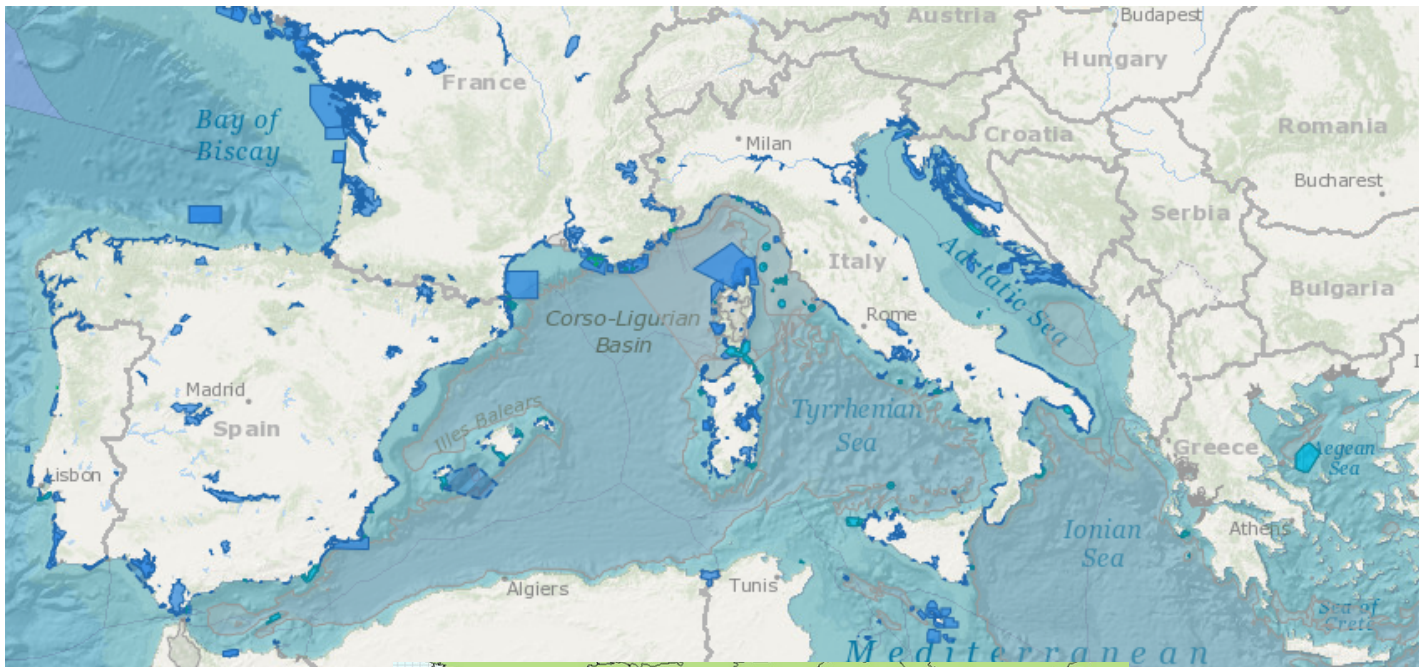 Austria
Budapest
Hungary
France
Bay of
Biscay
Croatia
Romania
Milan
Bucharest
Serbia
Adriatic Sea
Italy
Bulgaria
Corso-Ligurian
Basin
Rome
Madrid
Illes Balears
Tyrrhenian
Sea
Spain
Greece
Aegean
Sea
Lisbon
Ionian
Sea
Athens
Algiers
Tunis
Sea of
Crete
Mediterranean